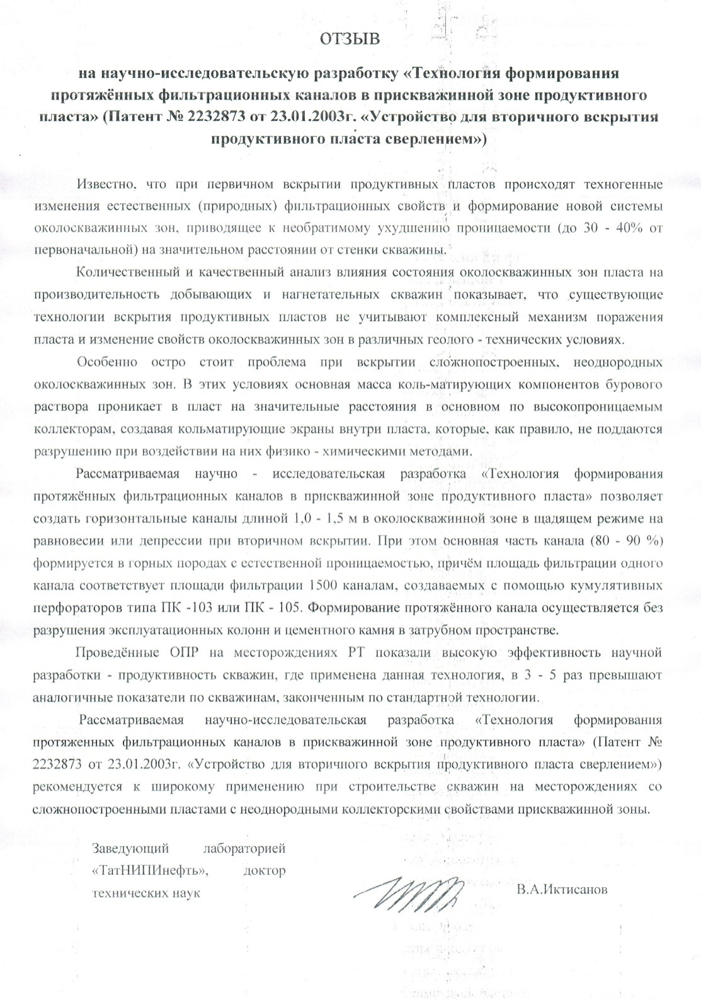 ОТЗЫВ
на научно-исследовательскую разработку «Технология формирования
протяжённых фильтрационных каналов в прискважинной зоне продуктивного
пласта» (Патент № 2232873 от 23.01.2003г. «Устройство для вторичного вскрытия
продуктивного пласта сверлением»)
Известно, что при первичном вскрытии продуктивных пластов происходят техногенные
изменения естественных (природных) фильтрационных свойств и формирование новой системы
околоскважинных зон, приводящее к необратимому ухудшению проницаемости (до 30 - 40% от
первоначальной) на значительном расстоянии от стенки скважины.
Количественный и качественный анализ влияния состояния околоскважинных зон пласта на
производительность добывающих и нагнетательных скважин показывает, что существующие
технологии вскрытия продуктивных пластов не учитывают комплексный механизм поражения
пласта и изменение свойств околоскважинных зон в различных геолого - технических условиях.
Особенно остро стоит проблема при вскрытии сложнопостроенных, неоднородных
околоскважинных зон. В этих условиях основная масса коль-матирующих компонентов бурового
раствора проникает в пласт на значительные расстояния в основном по высокопроницаемым
коллекторам, создавая кольматирующие экраны внутри пласта, которые, как правило, не поддаются
разрушению при воздействии на них физико - химическими методами.
Рассматриваемая научно - исследовательская разработка «Технология формирования
протяжённых фильтрационных каналов в прискважинной зоне продуктивного пласта» позволяет
создать горизонтальные каналы длиной 1,0 - 1,5 м в околоскважинной зоне в щадящем режиме на
равновесии или депрессии при вторичном вскрытии. При этом основная часть канала (80 - 90 %)
формируется в горных породах с естественной проницаемостью, причём площадь фильтрации одного
канала соответствует площади фильтрации 1500 каналам, создаваемых с помощью кумулятивных
перфораторов типа ПК -103 или ПК - 105. Формирование протяжённого канала осуществляется без
разрушения эксплуатационных колонн и цементного камня в затрубном пространстве.
Проведённые ОПР на месторождениях РТ показали высокую эффективность научной
разработки - продуктивность скважин, где применена данная технология, в 3 - 5 раз превышают
аналогичные показатели по скважинам, законченным по стандартной технологии.
Рассматриваемая научно-исследовательская разработка «Технология формирования
протяженных фильтрационных каналов в прискважинной зоне продуктивного пласта» (Патент №
2232873 от 23.01.2003г. «Устройство для вторичного вскрытия продуктивного пласта сверлением»)
рекомендуется к широкому применению при строительстве скважин на месторождениях со
сложнопостроенными пластами с неоднородными коллекторскими свойствами прискважинной зоны.
Заведующий лабораторией
«ТатНИПИнефть», доктор
технических наук
В.А.Иктисанов